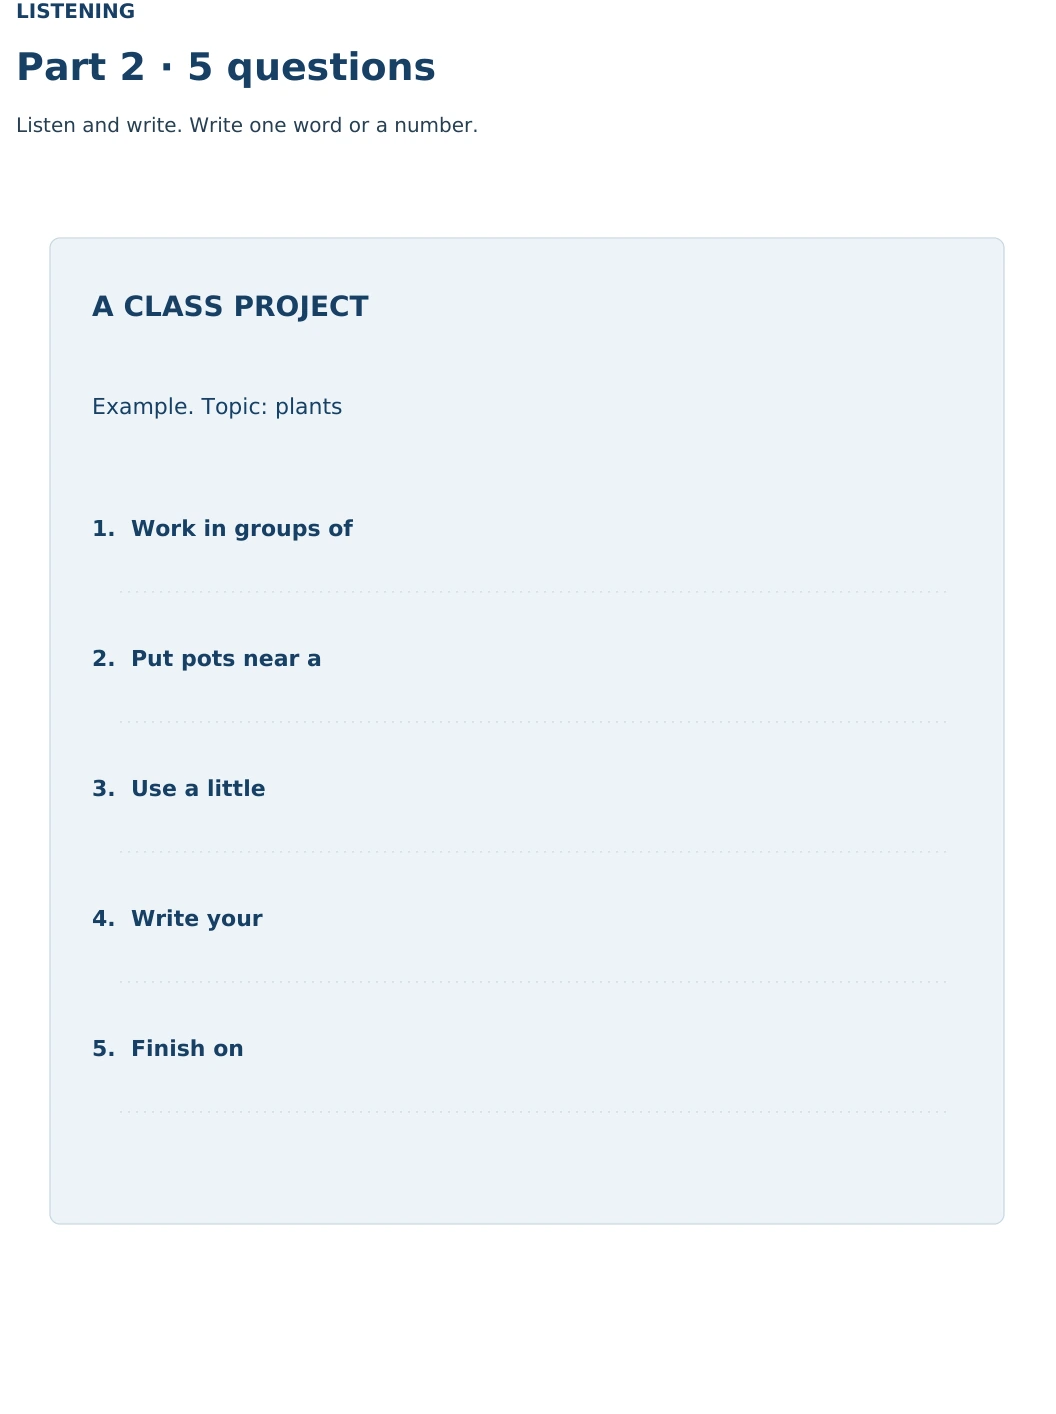 LISTENING
Part 2 · 5 questions
Listen and write. Write one word or a number.
A CLASS PROJECT
Example. Topic: plants
1. Work in groups of
2. Put pots near a
3. Use a little
4. Write your
5. Finish on